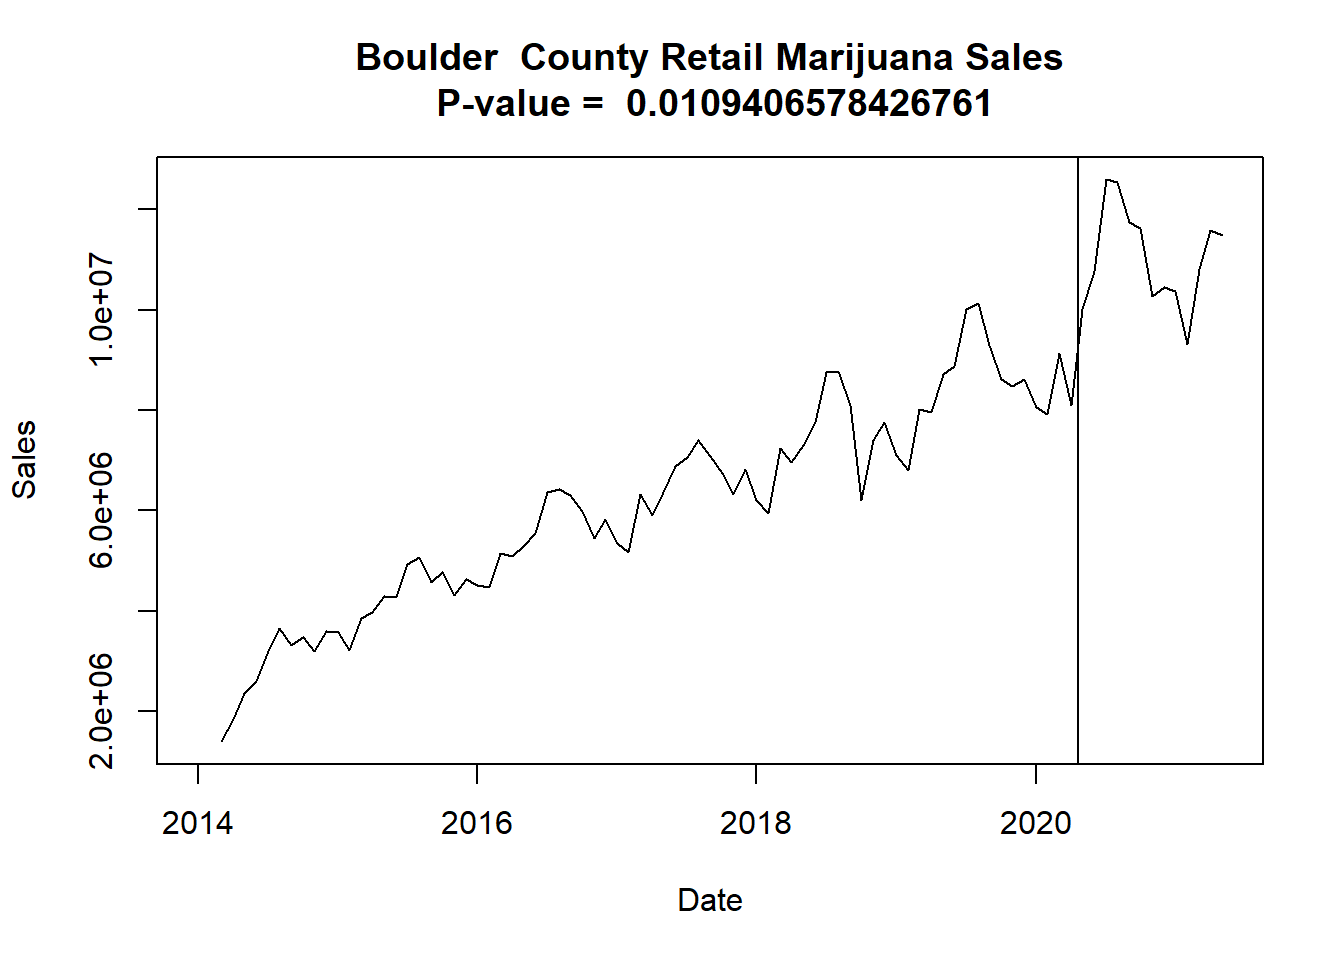 Boulder  County Retail Marijuana Sales
P-value =  0.0109406578426761
Sales
1.0e+07
6.0e+06
2.0e+06
2014 2016 2018 2020
Date